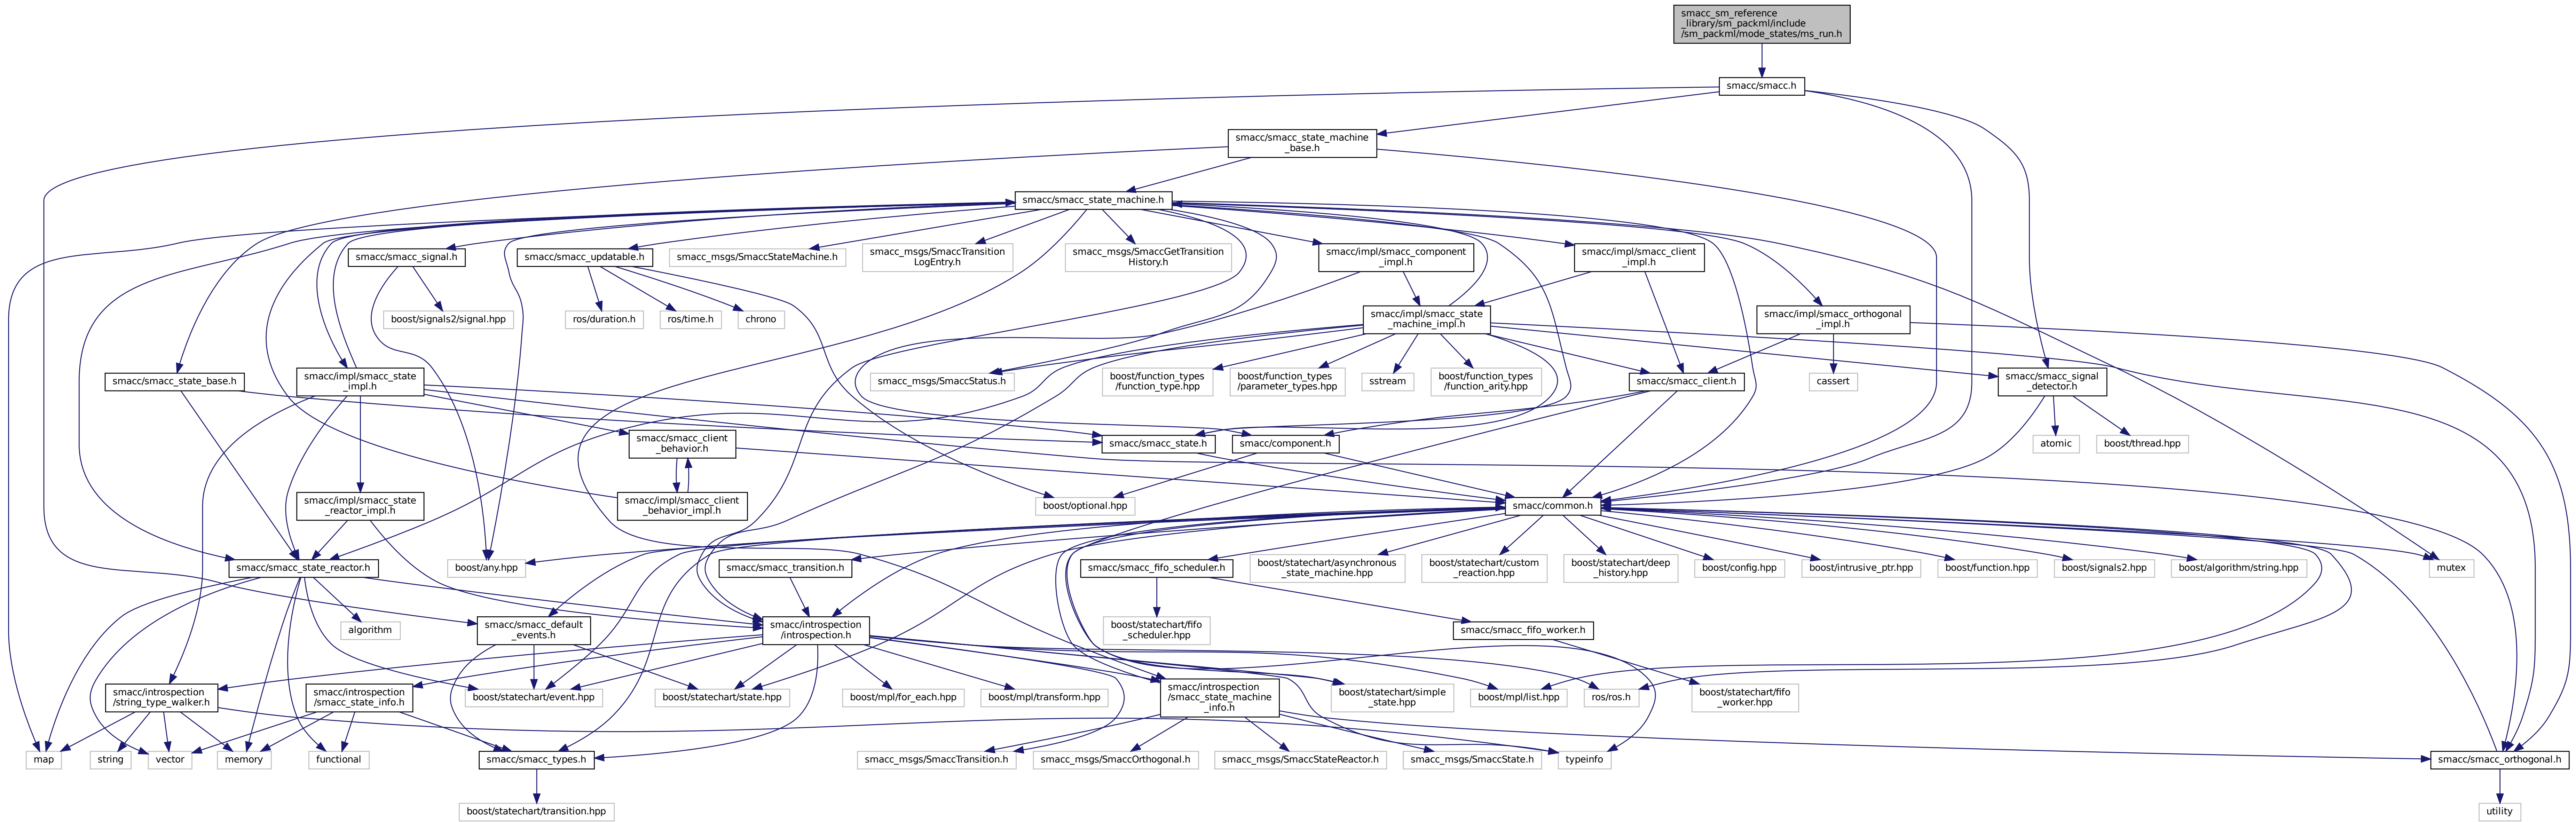 smacc_sm_reference
_library/sm_packml/include
/sm_packml/mode_states/ms_run.h
smacc/smacc.h
smacc/smacc_state_machine
_base.h
smacc/smacc_state_machine.h
smacc/smacc_signal.h
smacc/smacc_updatable.h
smacc_msgs/SmaccStateMachine.h
smacc_msgs/SmaccTransition
LogEntry.h
smacc_msgs/SmaccGetTransition
History.h
smacc/impl/smacc_component
_impl.h
smacc/impl/smacc_client
_impl.h
boost/signals2/signal.hpp
ros/duration.h
ros/time.h
chrono
smacc/impl/smacc_state
_machine_impl.h
smacc/impl/smacc_orthogonal
_impl.h
smacc/smacc_state_base.h
smacc/impl/smacc_state
_impl.h
smacc_msgs/SmaccStatus.h
boost/function_types
/function_type.hpp
boost/function_types
/parameter_types.hpp
sstream
boost/function_types
/function_arity.hpp
smacc/smacc_client.h
cassert
smacc/smacc_signal
_detector.h
smacc/smacc_client
_behavior.h
smacc/smacc_state.h
smacc/component.h
atomic
boost/thread.hpp
smacc/impl/smacc_state
_reactor_impl.h
smacc/impl/smacc_client
_behavior_impl.h
boost/optional.hpp
smacc/common.h
smacc/smacc_state_reactor.h
boost/any.hpp
smacc/smacc_transition.h
smacc/smacc_fifo_scheduler.h
boost/statechart/asynchronous
_state_machine.hpp
boost/statechart/custom
_reaction.hpp
boost/statechart/deep
_history.hpp
boost/config.hpp
boost/intrusive_ptr.hpp
boost/function.hpp
boost/signals2.hpp
boost/algorithm/string.hpp
mutex
algorithm
smacc/smacc_default
_events.h
smacc/introspection
/introspection.h
boost/statechart/fifo
_scheduler.hpp
smacc/smacc_fifo_worker.h
smacc/introspection
/string_type_walker.h
smacc/introspection
/smacc_state_info.h
boost/statechart/event.hpp
boost/statechart/state.hpp
boost/mpl/for_each.hpp
boost/mpl/transform.hpp
smacc/introspection
/smacc_state_machine
_info.h
boost/statechart/simple
_state.hpp
boost/mpl/list.hpp
ros/ros.h
boost/statechart/fifo
_worker.hpp
map
string
vector
memory
functional
smacc/smacc_types.h
smacc_msgs/SmaccTransition.h
smacc_msgs/SmaccOrthogonal.h
smacc_msgs/SmaccStateReactor.h
smacc_msgs/SmaccState.h
typeinfo
smacc/smacc_orthogonal.h
boost/statechart/transition.hpp
utility